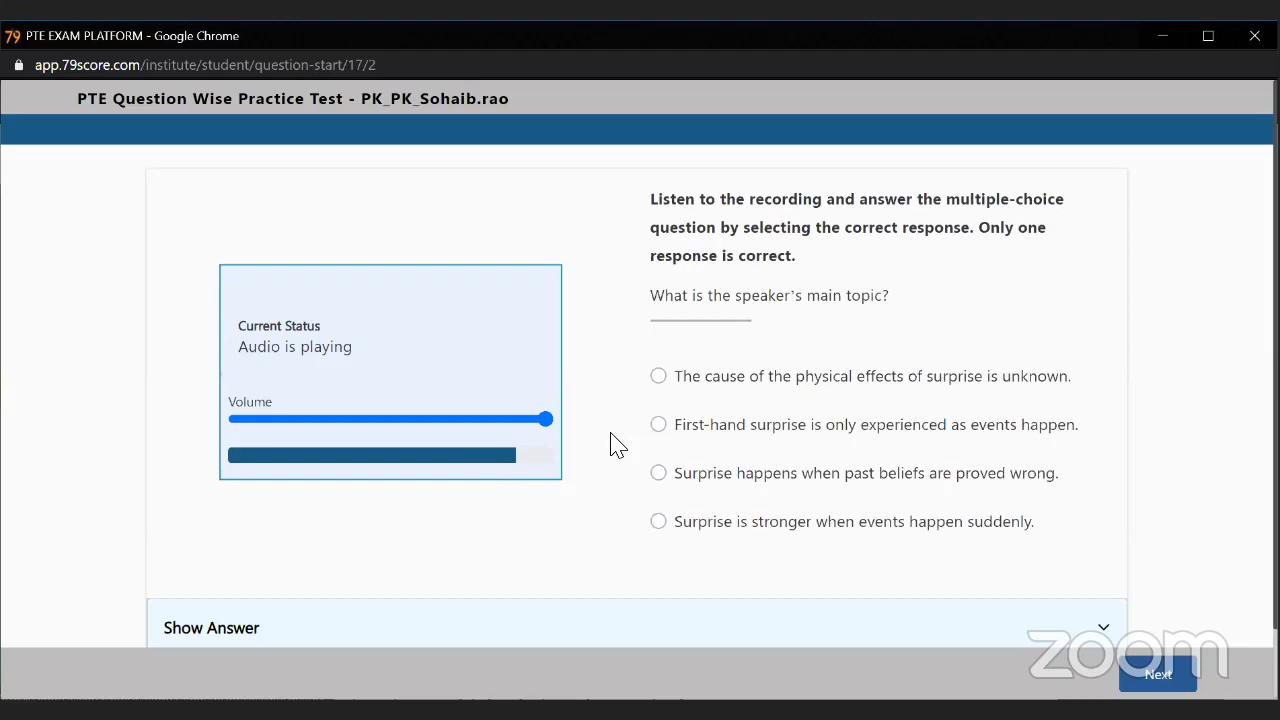 79 PTE EXAM PLATFORM - Google Chrome
app.79score.com/institute/student/question-start/17/2
PTE Question Wise Practice Test - PK_PK_Sohaib.rao
Listen to the recording and answer the multiple-choice
question by selecting the correct response. Only one
response is correct.
What is the speaker's main topic?
Current Status
Audio is playing
Volume
The cause of the physical effects of surprise is unknown.
First-hand surprise is only experienced as events happen.
Surprise happens when past beliefs are proved wrong.
Surprise is stronger when events happen suddenly.
Show Answer
zoom
Next